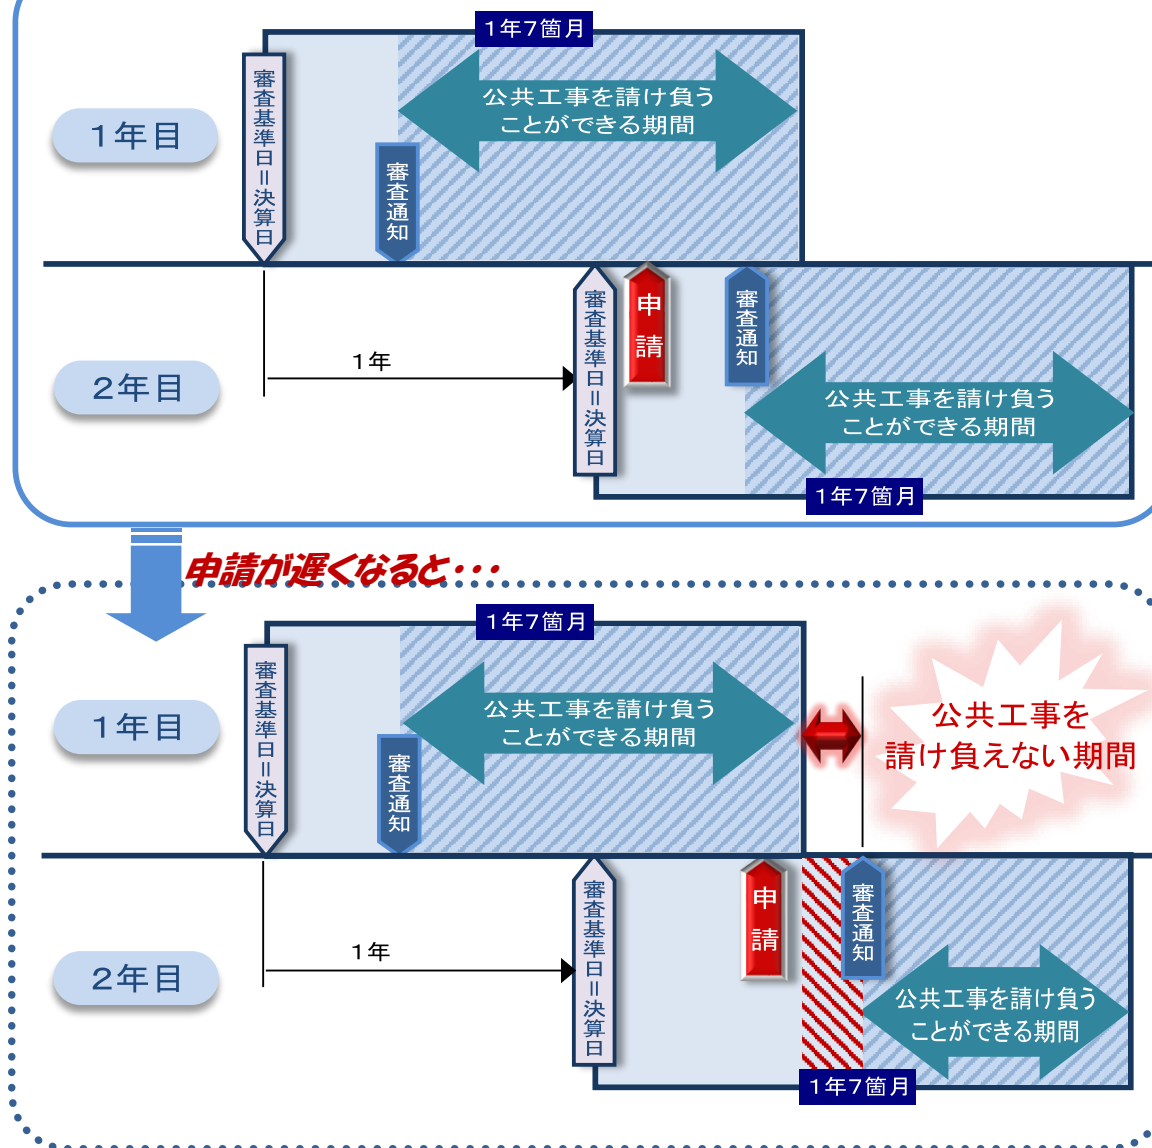 1年7箇月
1年目
審査基準日＝決算日
審査通知
公共工事を請け負う
ことができる期間
2年目
1年
審査基準日＝決算日
申請
審査通知
公共工事を請け負う
ことができる期間
1年7箇月
申請が遅くなると・・・
1年7箇月
1年目
審査基準日＝決算日
審査通知
公共工事を請け負う
ことができる期間
公共工事を
請け負えない期間
2年目
1年
審査基準日＝決算日
申請
審査通知
公共工事を請け負う
ことができる期間
1年7箇月